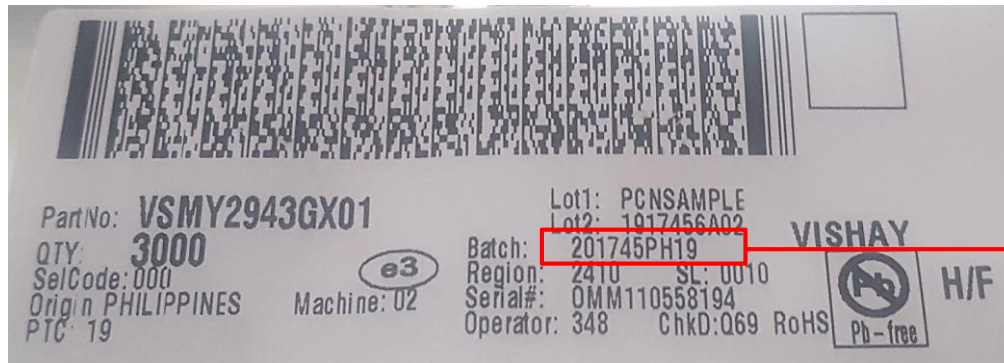 Lot1: PCNSAMPLE
PartNo: VSMY2943GX01
Lot2: 1917456A02
QTY: 3000
Batch: 201745PH19
VISHAY
SelCode: 000
e3
Region: 2410 SL: 0010
Origin PHILIPPINES Machine: 02
Serial#: 0MM110558194
H/F
PTC 19
Operator: 348 ChkD:Q69 RoHS
Pb
Pb-free